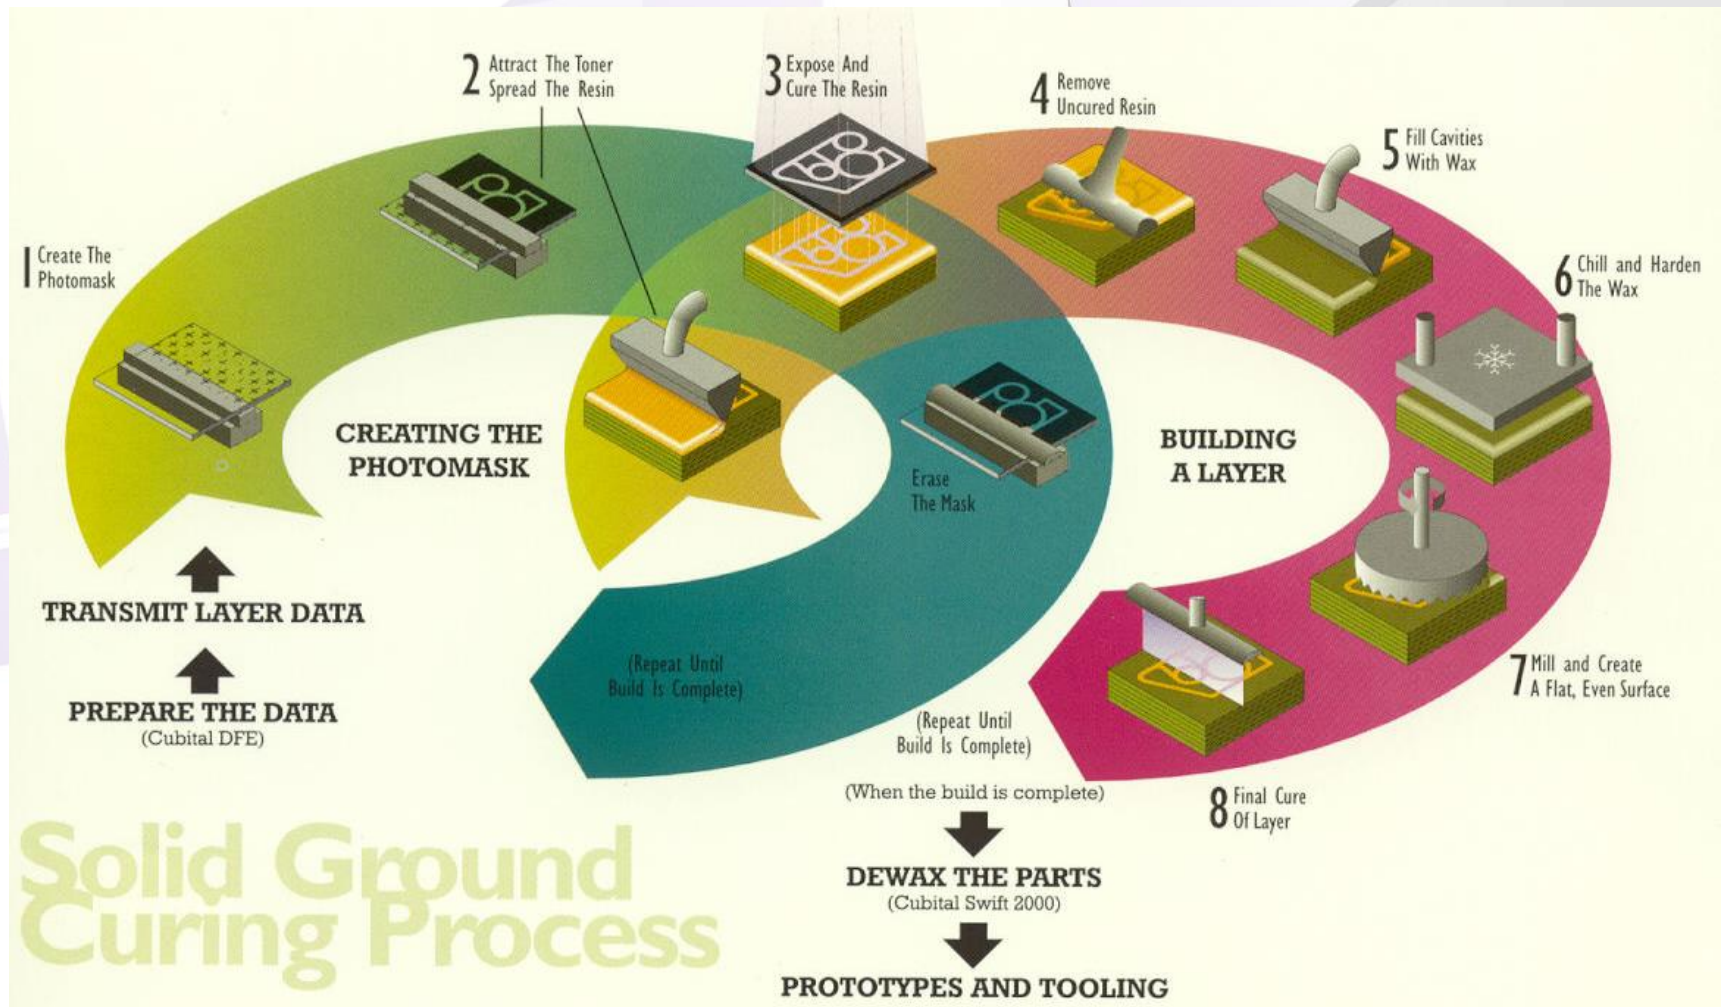 1 Create The
Photomask
2 Attract The Toner
Spread The Resin
3 Expose And
Cure The Resin
4 Remove
Uncured Resin
5 Fill Cavities
With Wax
6 Chill and Harden
The Wax
7 Mill and Create
A Flat, Even Surface
8 Final Cure
Of Layer
CREATING THE
PHOTOMASK
Erase
The Mask
BUILDING
A LAYER
TRANSMIT LAYER DATA
PREPARE THE DATA
(Cubital DFE)
(Repeat Until
Build Is Complete)
(Repeat Until
Build Is Complete)
(When the build is complete)
DEWAX THE PARTS
(Cubital Swift 2000)
PROTOTYPES AND TOOLING
Solid Ground
Curing Process